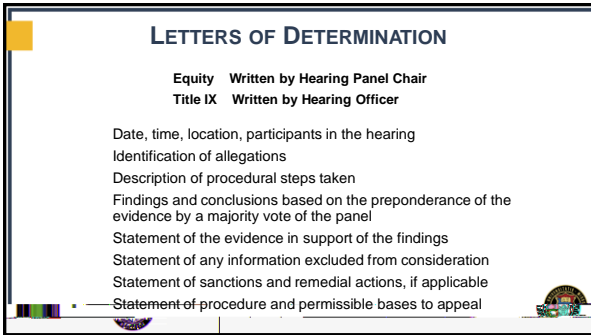 LETTERS OF DETERMINATION
Equity Written by Hearing Panel Chair
Title IX Written by Hearing Officer
Date, time, location, participants in the hearing
Identification of allegations
Description of procedural steps taken
Findings and conclusions based on the preponderance of the
evidence by a majority vote of the panel
Statement of the evidence in support of the findings
Statement of any information excluded from consideration
Statement of sanctions and remedial actions, if applicable
Statement of procedure and permissible bases to appeal